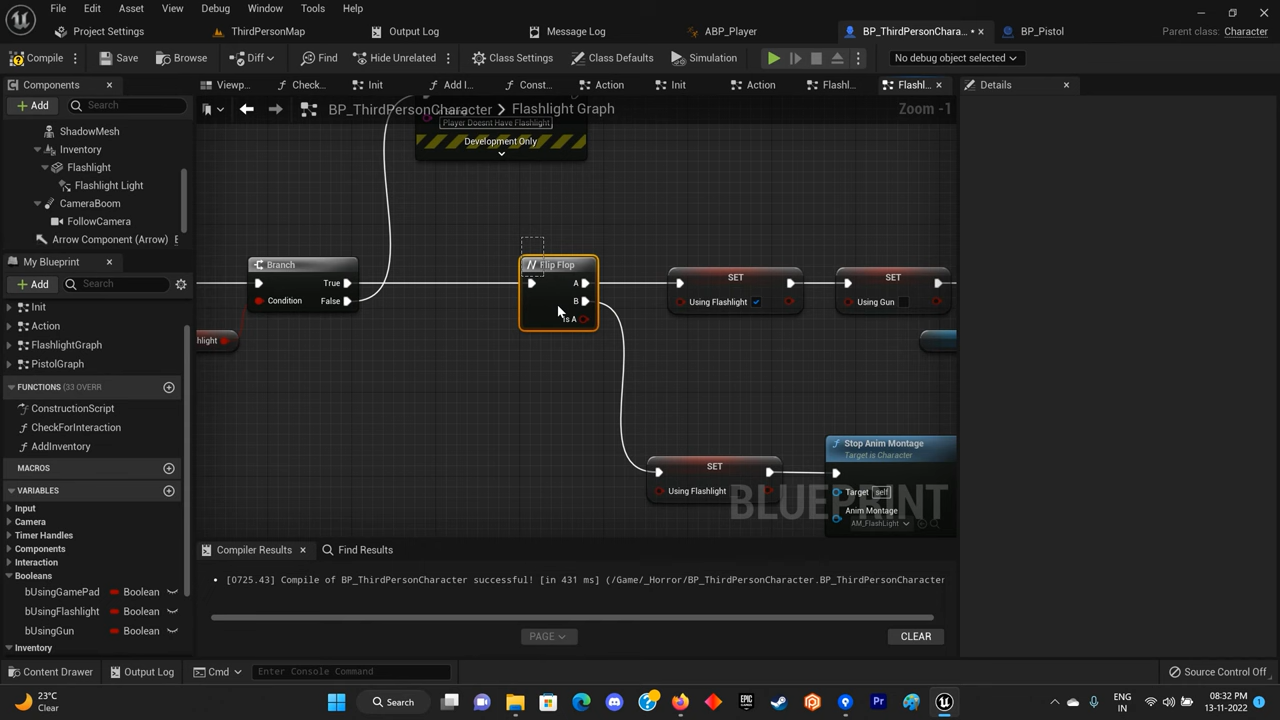 File Edit Asset View Debug Window Tools Help
Project Settings ThirdPersonMap Output Log Message Log ABP_Player BP_ThirdPersonChara... • BP_Pistol Parent class: Character
Compile Save Browse Diff Find Hide Unrelated Class Settings Class Defaults Simulation No debug object selected
Components Viewp... Check... Init Add I... Const... Action Init Action Flashl... Flashl... Details
Add Search BP_ThirdPersonCharacter > Flashlight Graph Zoom -1
Player Doesnt Have Flashlight
Development Only
ShadowMesh
Inventory
Flashlight
Flashlight Light
CameraBoom
FollowCamera
Arrow Component (Arrow)
Branch
True
Condition False
hlight
Flip Flop
A
B
Is A
SET
Using Flashlight
SET
Using Gun
SET
Using Flashlight
Stop Anim Montage
Target is Character
Target self
Anim Montage
AM_FlashLight
BLUEPRINT
My Blueprint
Add Search
Init
Action
FlashlightGraph
PistolGraph
FUNCTIONS (33 OVERR
ConstructionScript
CheckForInteraction
AddInventory
MACROS
VARIABLES
Input
Camera
Timer Handles
Components
Interaction
Booleans
bUsingGamePad Boolean
bUsingFlashlight Boolean
bUsingGun Boolean
Inventory
Compiler Results Find Results
[0725.43] Compile of BP_ThirdPersonCharacter successful! [in 431 ms] (/Game/_Horror/BP_ThirdPersonCharacter.BP_ThirdPersonCharacter
PAGE CLEAR
Content Drawer Output Log Cmd Enter Console Command Source Control Off
23°C
Clear
Search
Pr
ENG
IN
08:32 PM
13-11-2022